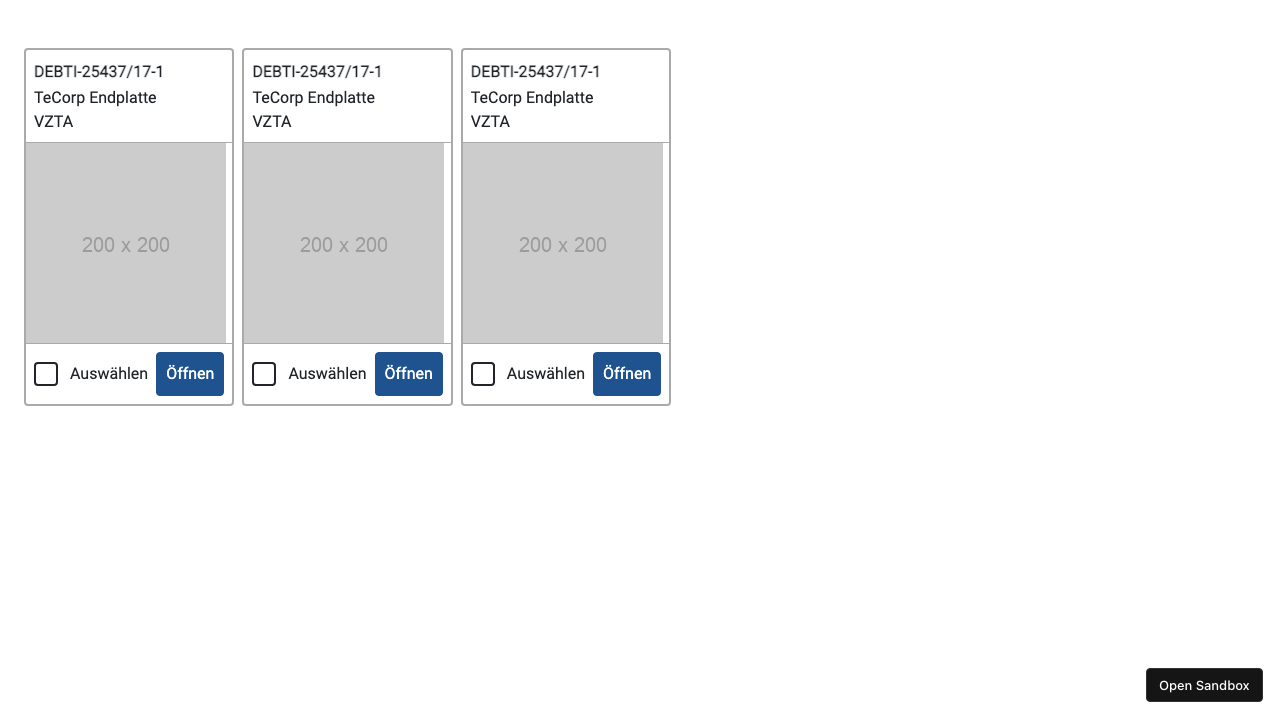 DEBTI-25437/17-1
TeCorp Endplatte
VZTA
200 x 200
Auswählen
Öffnen
DEBTI-25437/17-1
TeCorp Endplatte
VZTA
200 x 200
Auswählen
Öffnen
DEBTI-25437/17-1
TeCorp Endplatte
VZTA
200 x 200
Auswählen
Öffnen
Open Sandbox